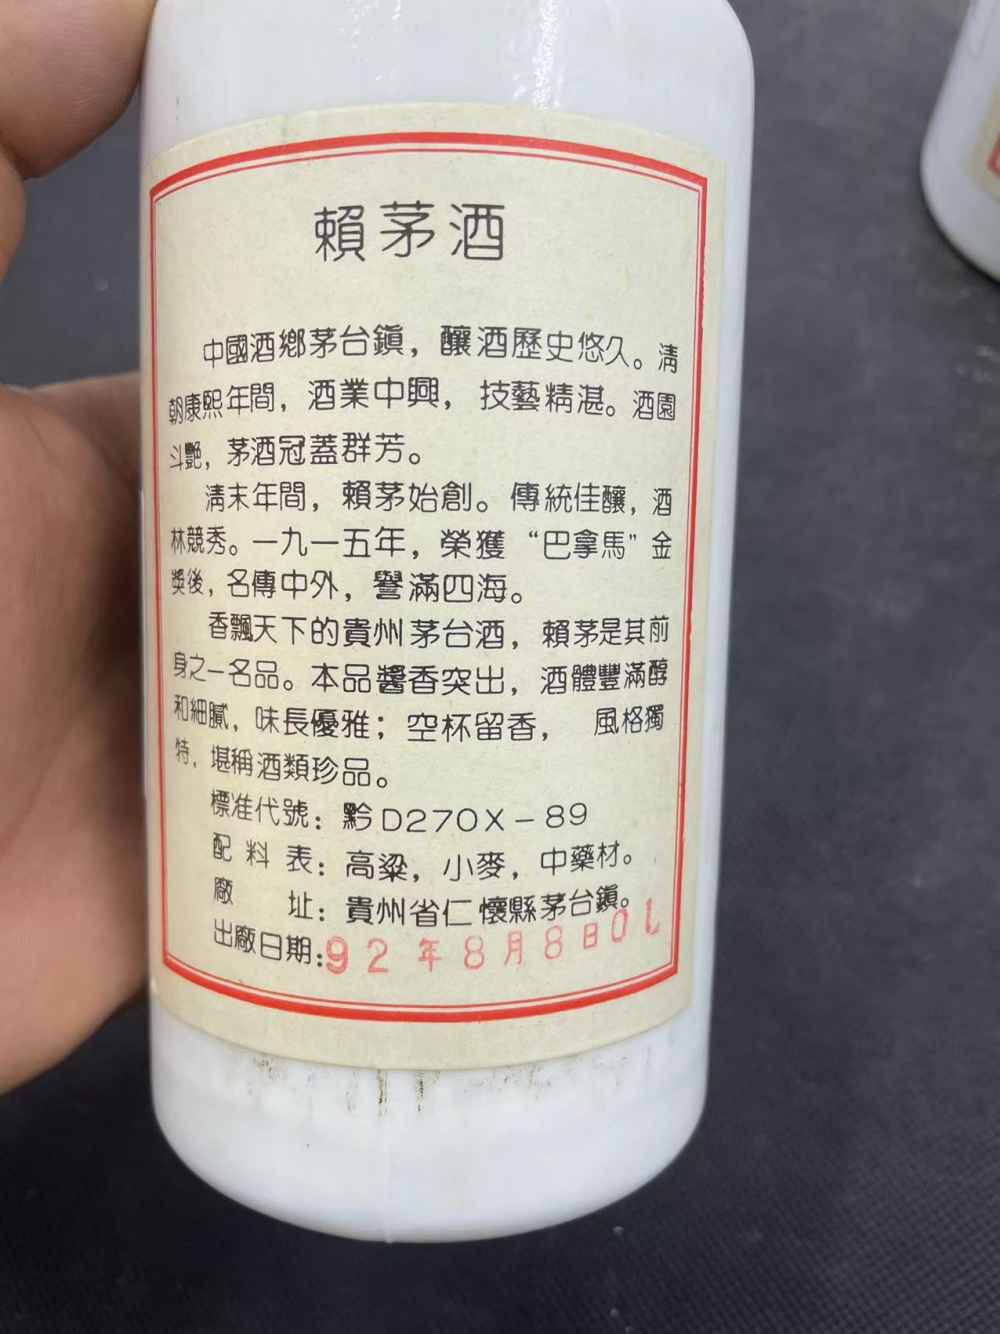 賴茅酒
中國酒鄉茅台鎮，釀酒歷史悠久。清
朝康熙年間，酒業中興，技藝精湛。酒園
斗艷，茅酒冠蓋群芳。
清末年間，賴茅始創。傳統佳釀，酒
林競秀。一九一五年，榮獲“巴拿馬”金
獎後，名傳中外，譽滿四海。
香飄天下的貴州茅台酒，賴茅是其前
身之一名品。本品醬香突出，酒體豐滿醇
和細膩，味長優雅；空杯留香，風格獨
特，堪稱酒類珍品。
標准代號：黔D270X－89
配料表：高粱，小麥，中藥材。
廠址：貴州省仁懷縣茅台鎮。
出廠日期:92年8月8日01